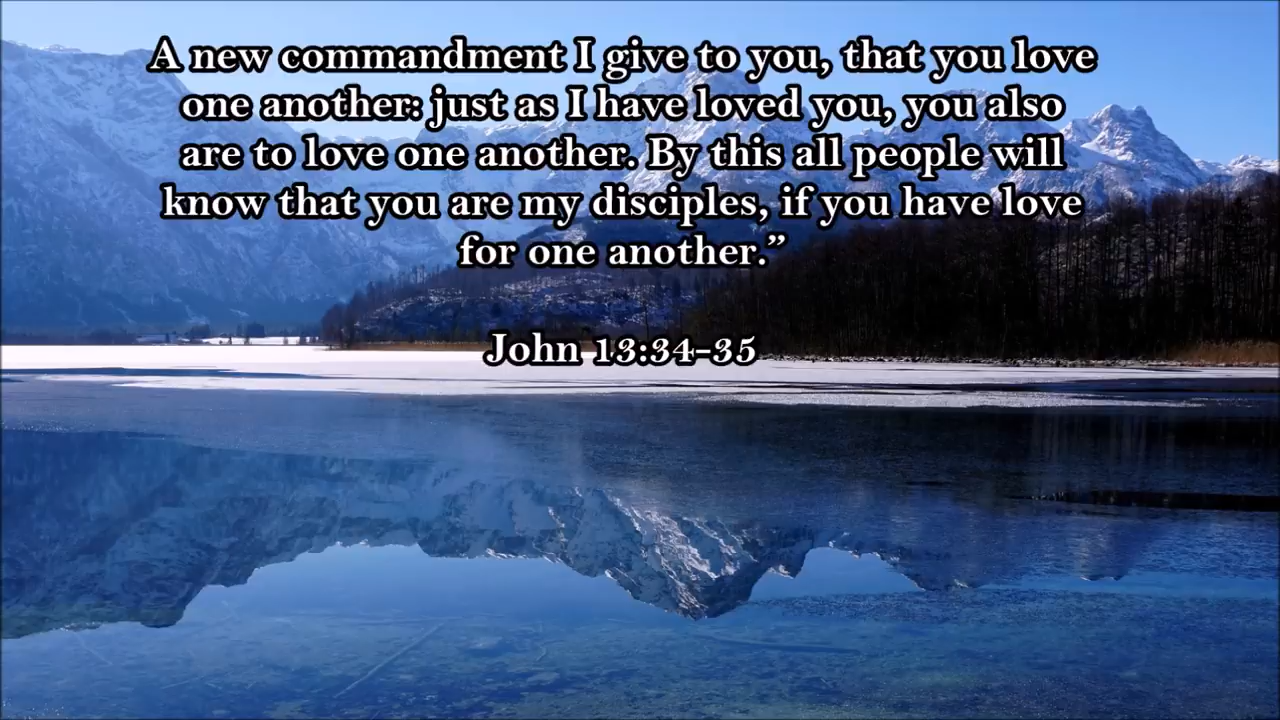 A new commandment I give to you, that you love
one another: just as I have loved you, you also
are to love one another. By this all people will
know that you are my disciples, if you have love
for one another.”
John 13:34-35